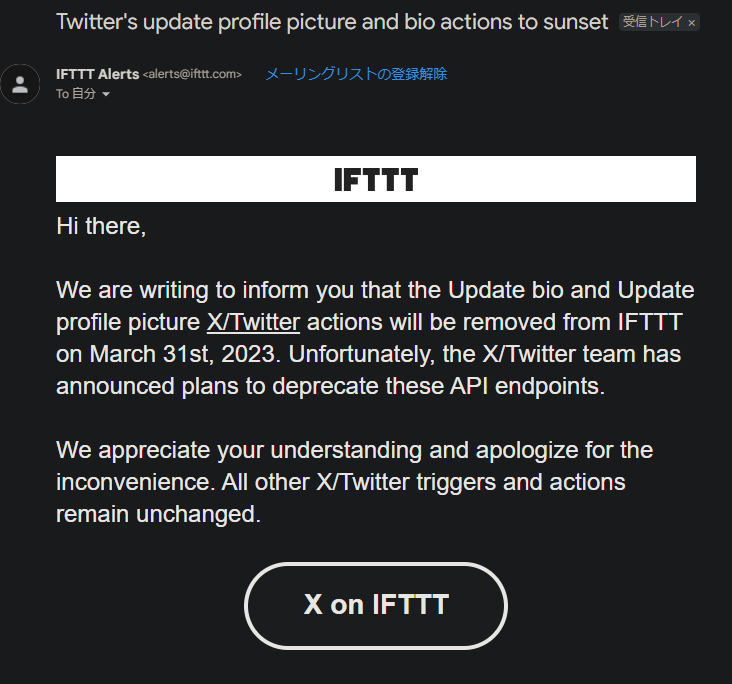 Twitter's update profile picture and bio actions to sunset 受信トレイ ×
IFTTT Alerts <alerts@ifttt.com> メーリングリストの登録解除
To 自分
IFTTT
Hi there,
We are writing to inform you that the Update bio and Update
profile picture X/Twitter actions will be removed from IFTTT
on March 31st, 2023. Unfortunately, the X/Twitter team has
announced plans to deprecate these API endpoints.
We appreciate your understanding and apologize for the
inconvenience. All other X/Twitter triggers and actions
remain unchanged.
X on IFTTT